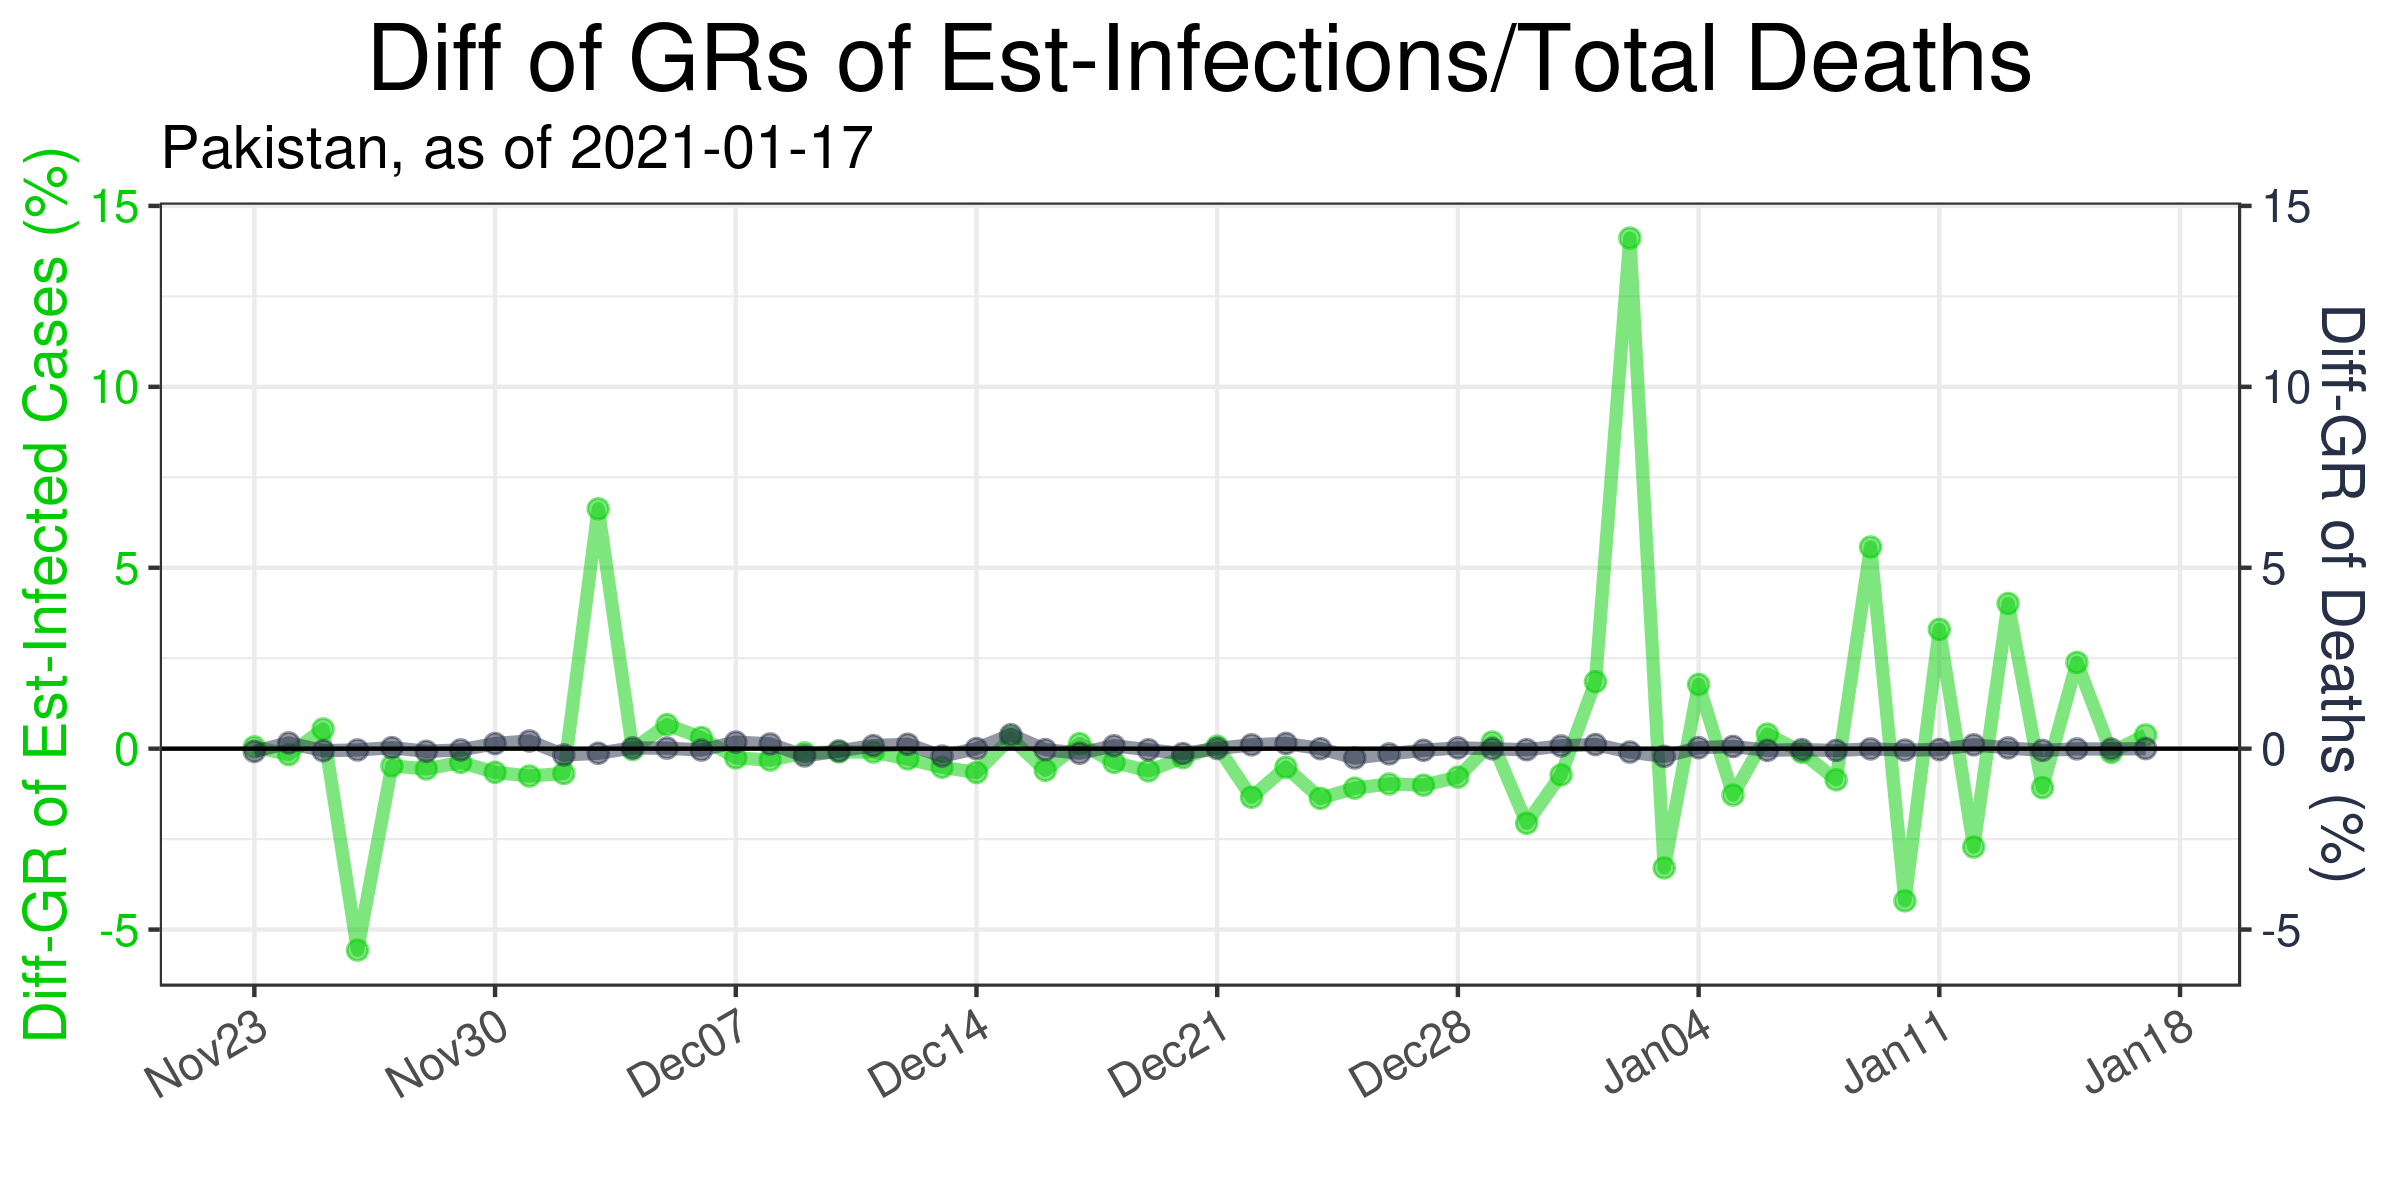 Diff of GRs of Est-Infections/Total Deaths
Pakistan, as of 2021-01-17
Diff-GR of Est-Infected Cases (%)
15
10
5
0
-5
15
10
5
0
-5
Diff-GR of Deaths (%)
Nov23
Nov30
Dec07
Dec14
Dec21
Dec28
Jan04
Jan11
Jan18